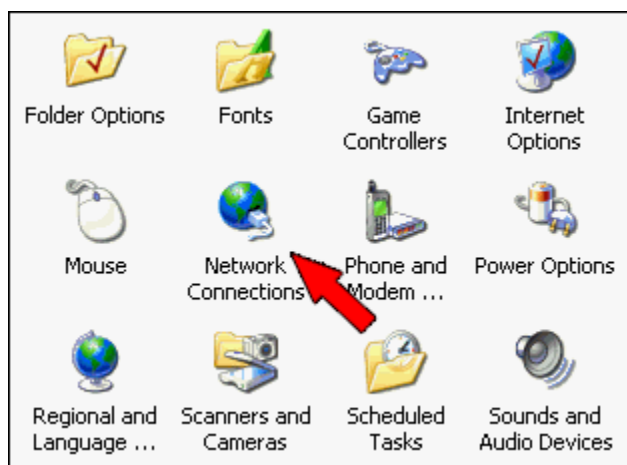 Folder Options
Fonts
Game
Controllers
Internet
Options
Mouse
Network
Connections
Phone and
Modem ...
Power Options
Regional and
Language ...
Scanners and
Cameras
Scheduled
Tasks
Sounds and
Audio Devices